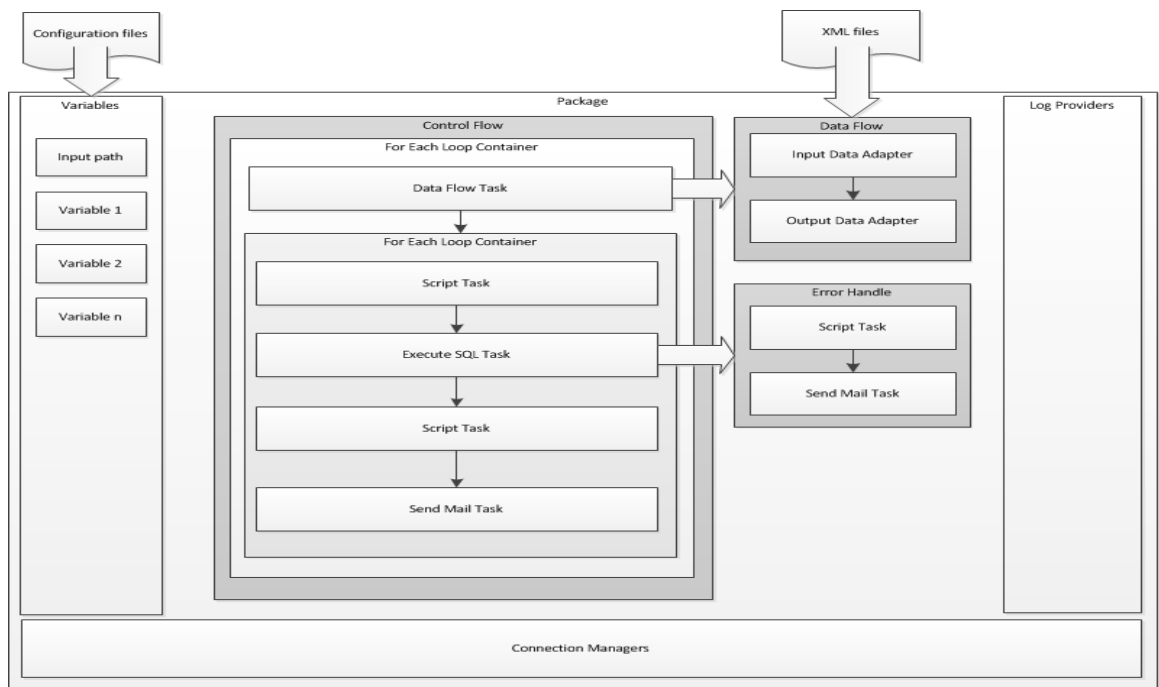 Configuration files
XML files
Package
Variables
Input path
Variable 1
Variable 2
Variable n
Control Flow
For Each Loop Container
Data Flow Task
For Each Loop Container
Script Task
Execute SQL Task
Script Task
Send Mail Task
Data Flow
Input Data Adapter
Output Data Adapter
Error Handle
Script Task
Send Mail Task
Log Providers
Connection Managers